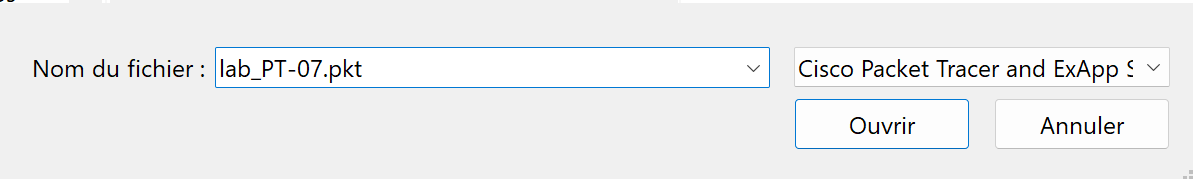 Nom du fichier : lab_PT-07.pkt Cisco Packet Tracer and ExApp S
Ouvrir Annuler